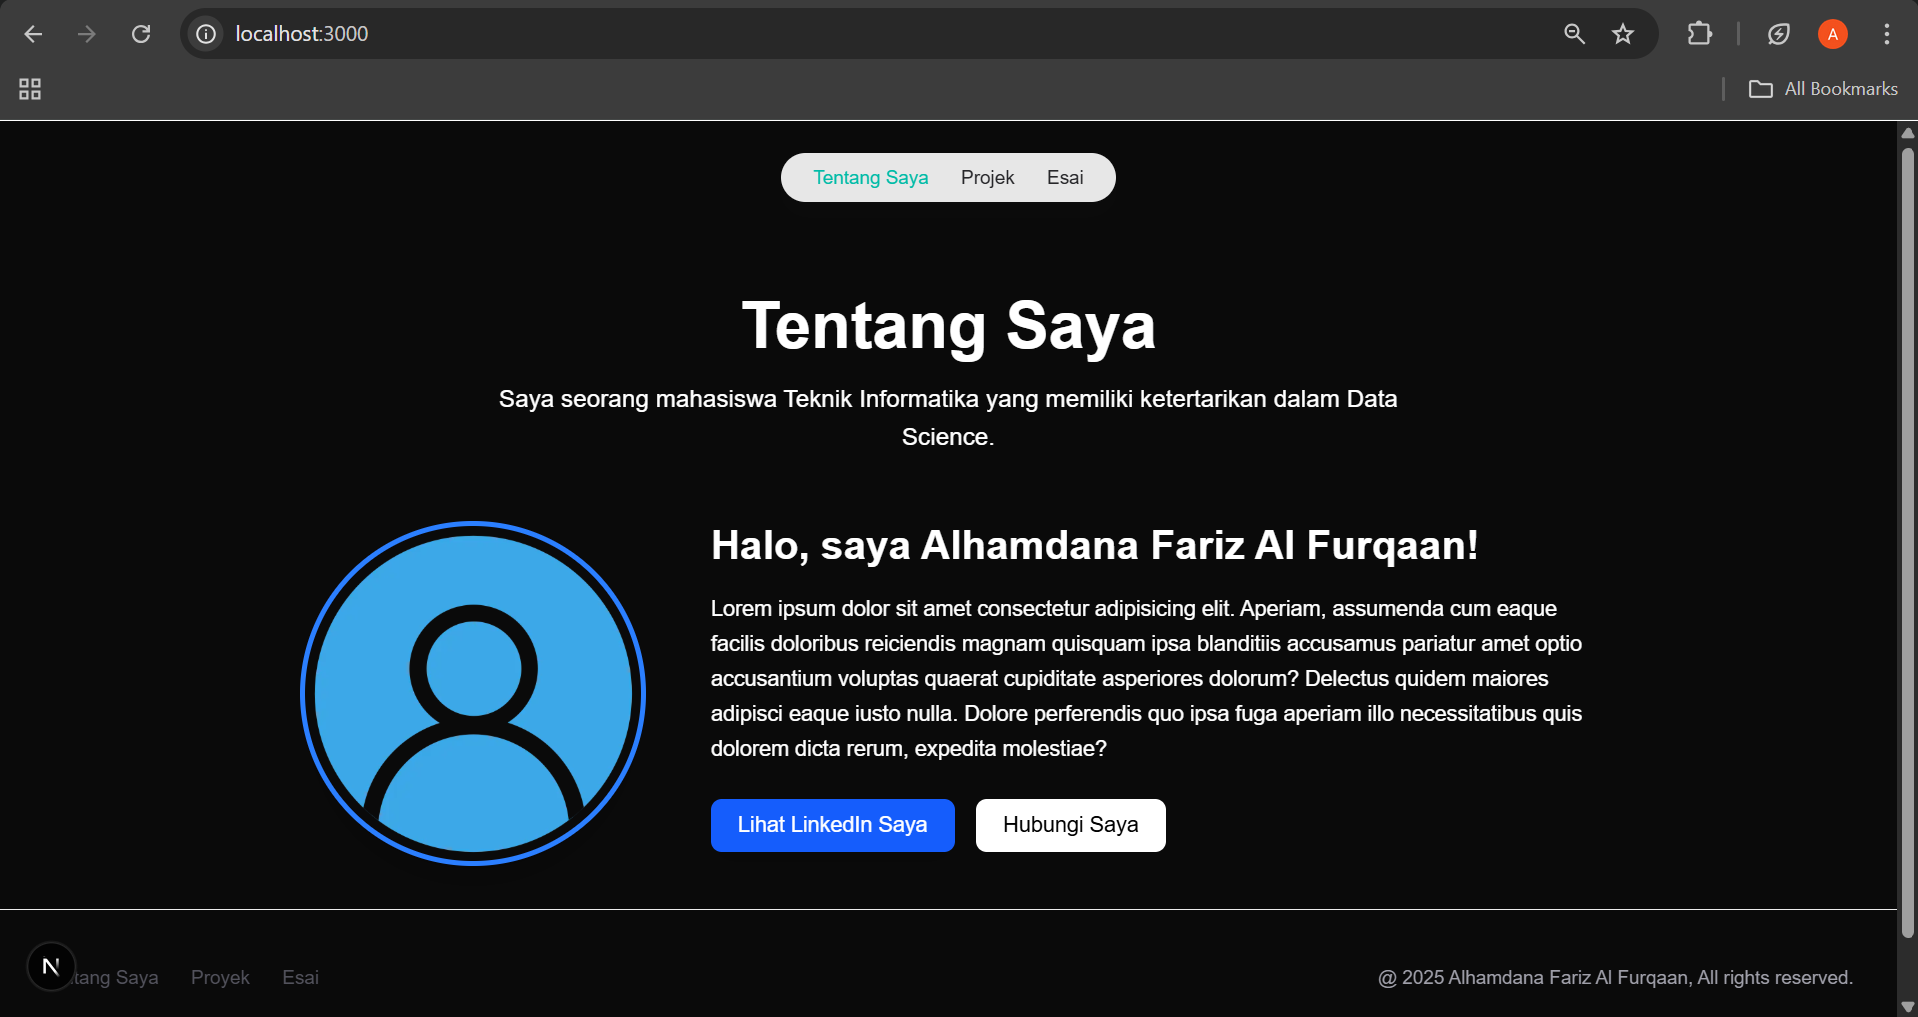 localhost:3000
A
All Bookmarks
Tentang Saya Projek Esai
Tentang Saya
Saya seorang mahasiswa Teknik Informatika yang memiliki ketertarikan dalam Data
Science.
Halo, saya Alhamdana Fariz Al Furqaan!
Lorem ipsum dolor sit amet consectetur adipisicing elit. Aperiam, assumenda cum eaque
facilis doloribus reiciendis magnam quisquam ipsa blanditiis accusamus pariatur amet optio
accusantium voluptas quaerat cupiditate asperiores dolorum? Delectus quidem maiores
adipisci eaque iusto nulla. Dolore perferendis quo ipsa fuga aperiam illo necessitatibus quis
dolorem dicta rerum, expedita molestiae?
Lihat LinkedIn Saya Hubungi Saya
N tang Saya Proyek Esai
@ 2025 Alhamdana Fariz Al Furqaan, All rights reserved.